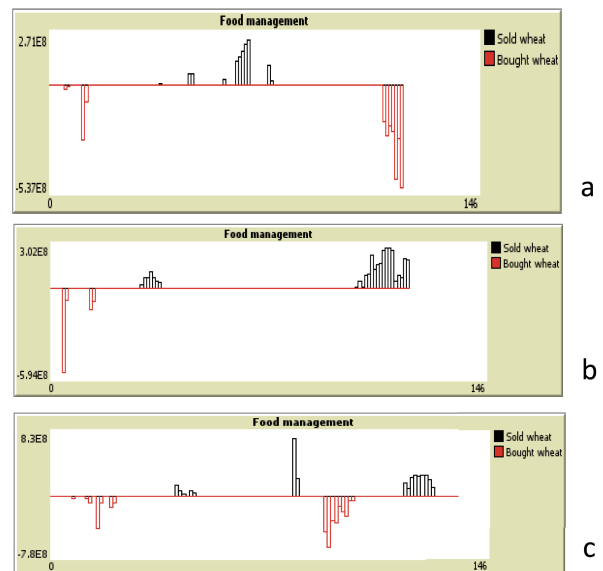 Food management
2.71E8
Sold wheat
Bought wheat
-5.37E8
0 146
a
Food management
3.02E8
Sold wheat
Bought wheat
-5.94E8
0 146
b
Food management
8.3E8
Sold wheat
Bought wheat
-7.8E8
0 146
c